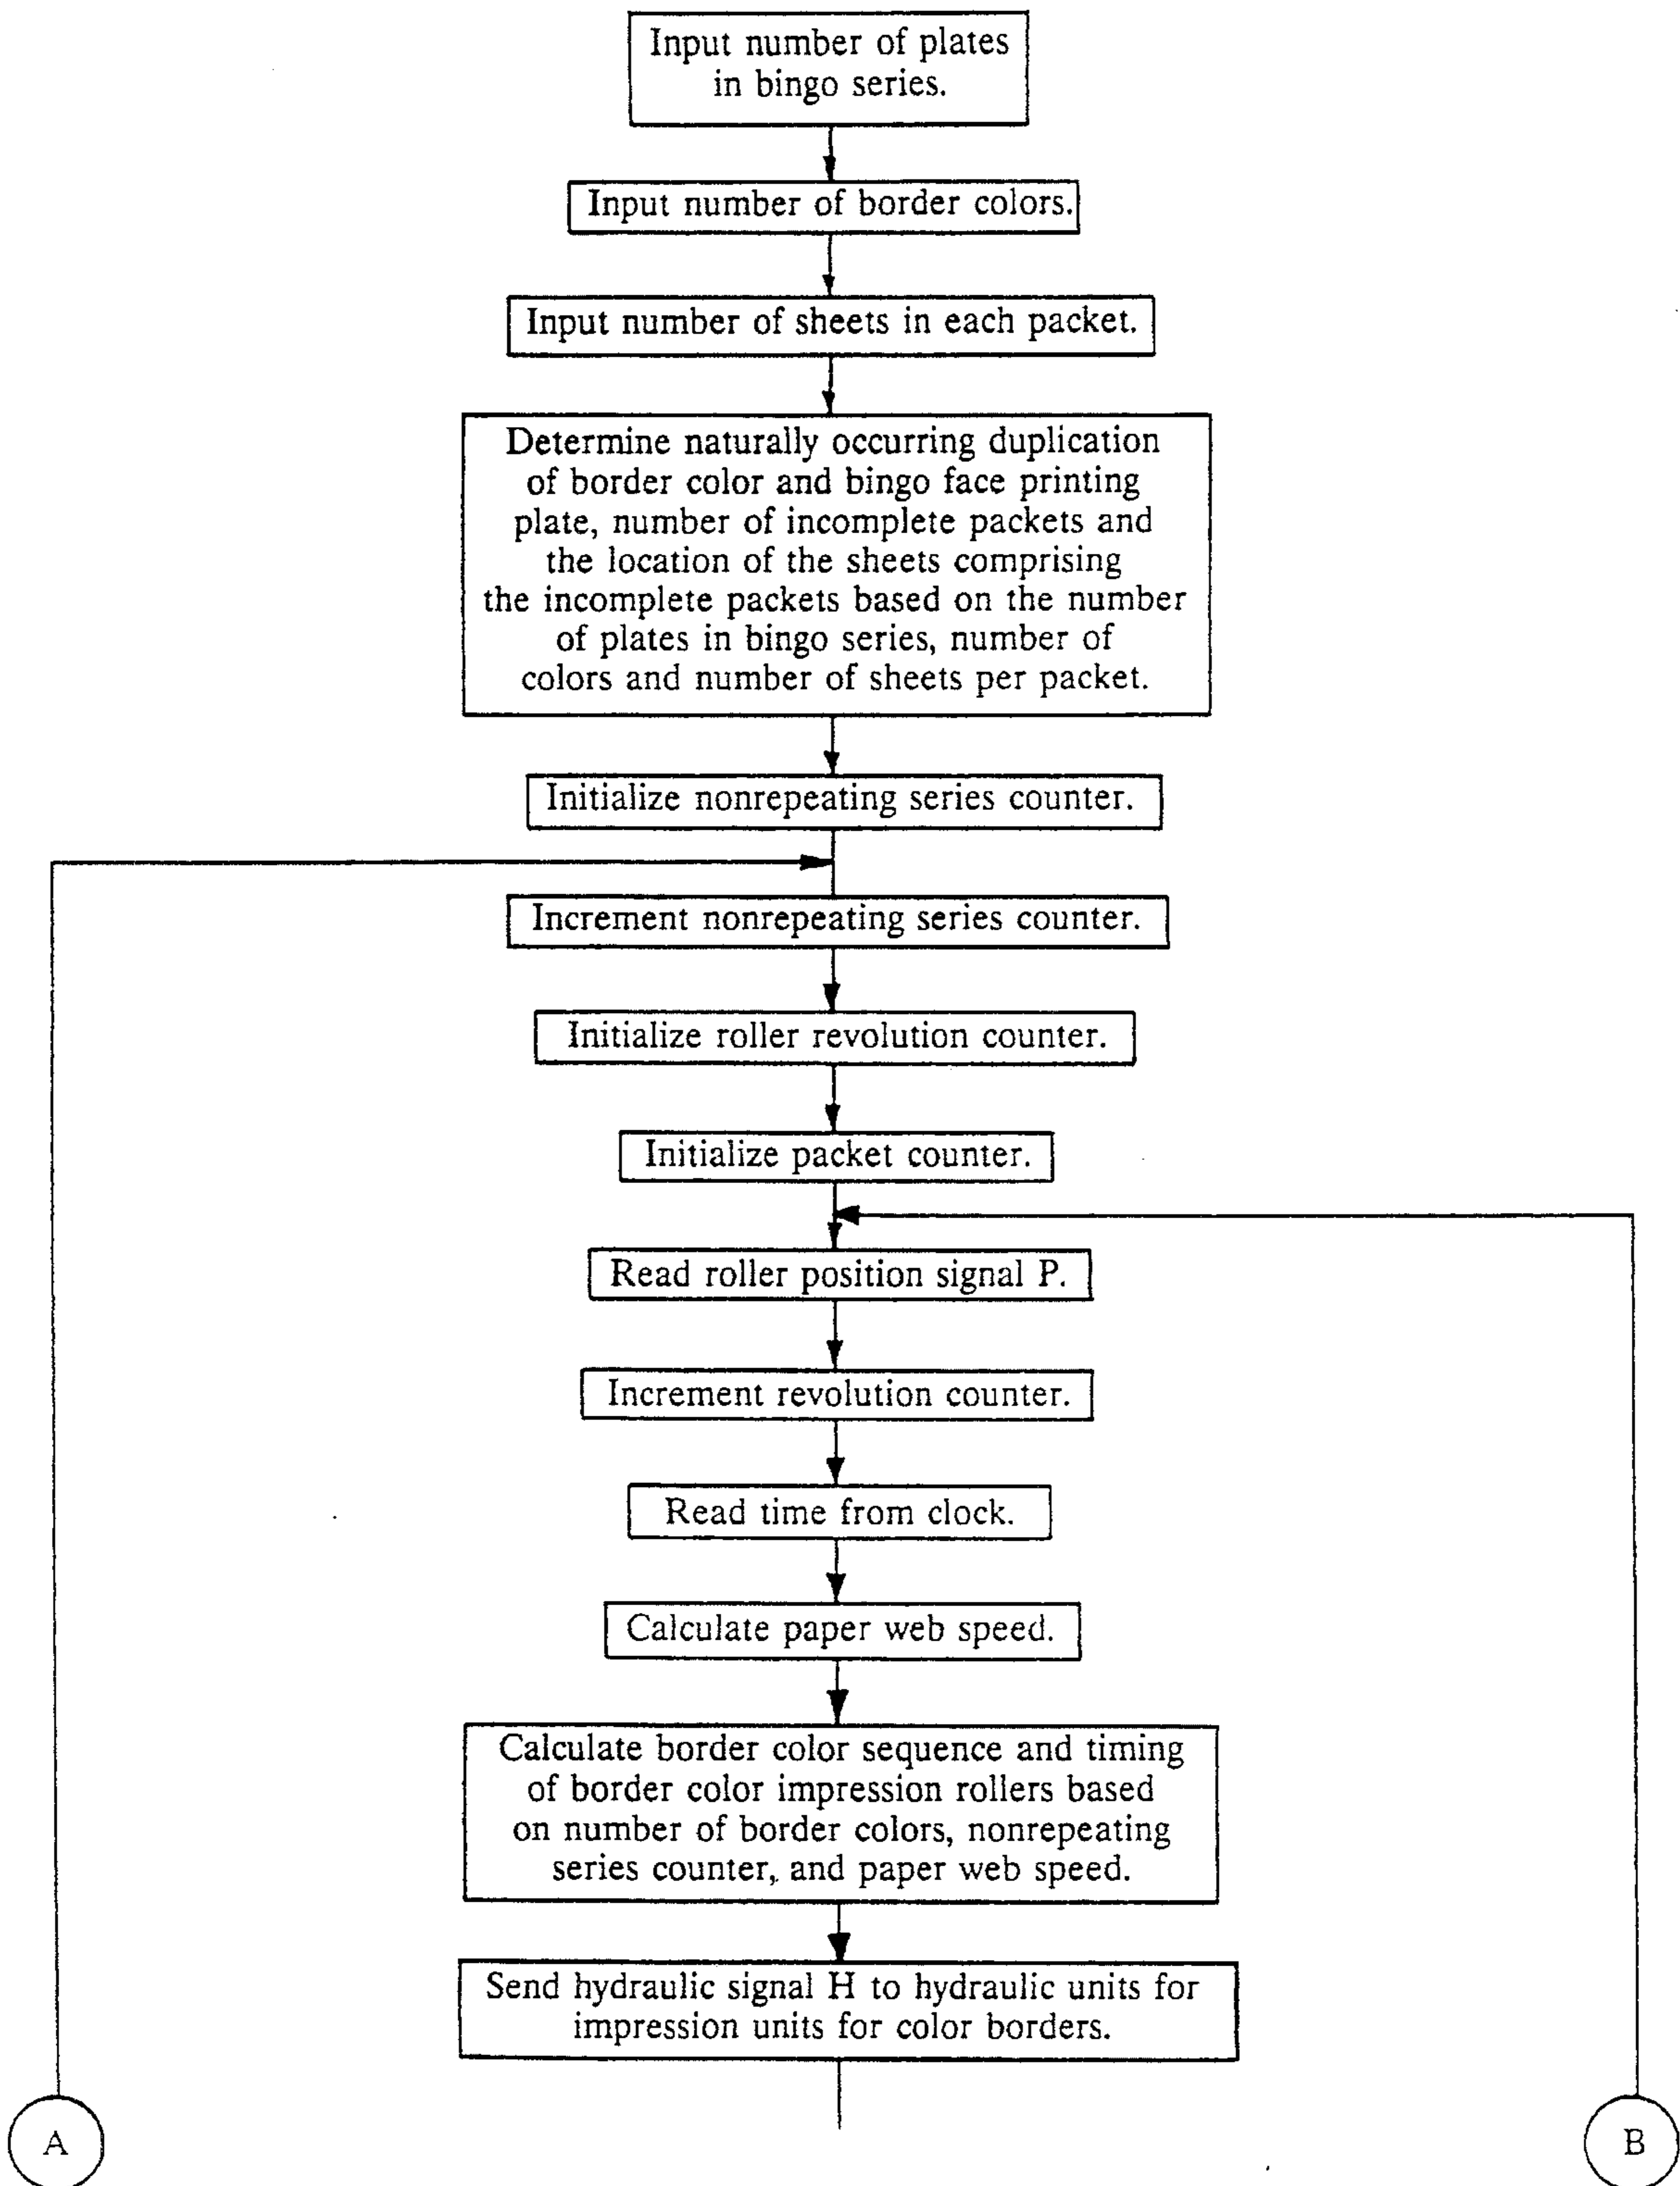 Input number of plates
in bingo series.
Input number of border colors.
Input number of sheets in each packet.
Determine naturally occurring duplication
of border color and bingo face printing
plate, number of incomplete packets and
the location of the sheets comprising
the incomplete packets based on the number
of plates in bingo series, number of
colors and number of sheets per packet.
Initialize nonrepeating series counter.
Increment nonrepeating series counter.
Initialize roller revolution counter.
Initialize packet counter.
Read roller position signal P.
Increment revolution counter.
Read time from clock.
Calculate paper web speed.
Calculate border color sequence and timing
of border color impression rollers based
on number of border colors, nonrepeating
series counter, and paper web speed.
Send hydraulic signal H to hydraulic units for
impression units for color borders.
A
B